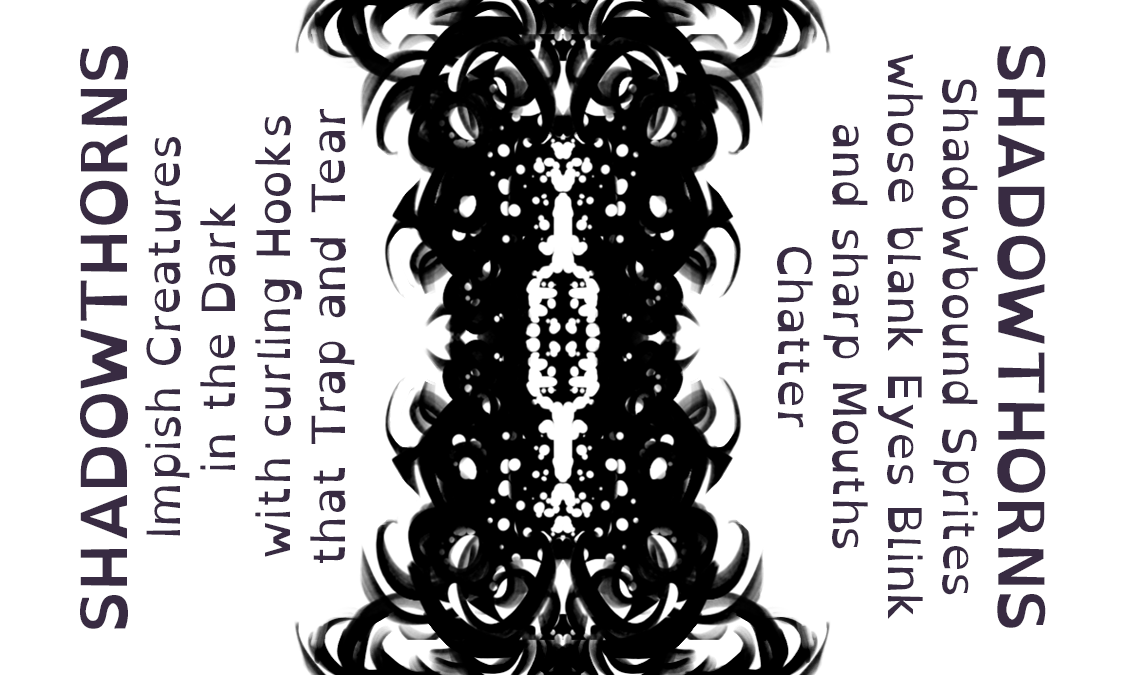 SHADOWTHORNS
Impish Creatures
in the Dark
with curling Hooks
that Trap and Tear
SHADOWTHORNS
Shadowbound Sprites
whose blank Eyes Blink
and sharp Mouths
Chatter